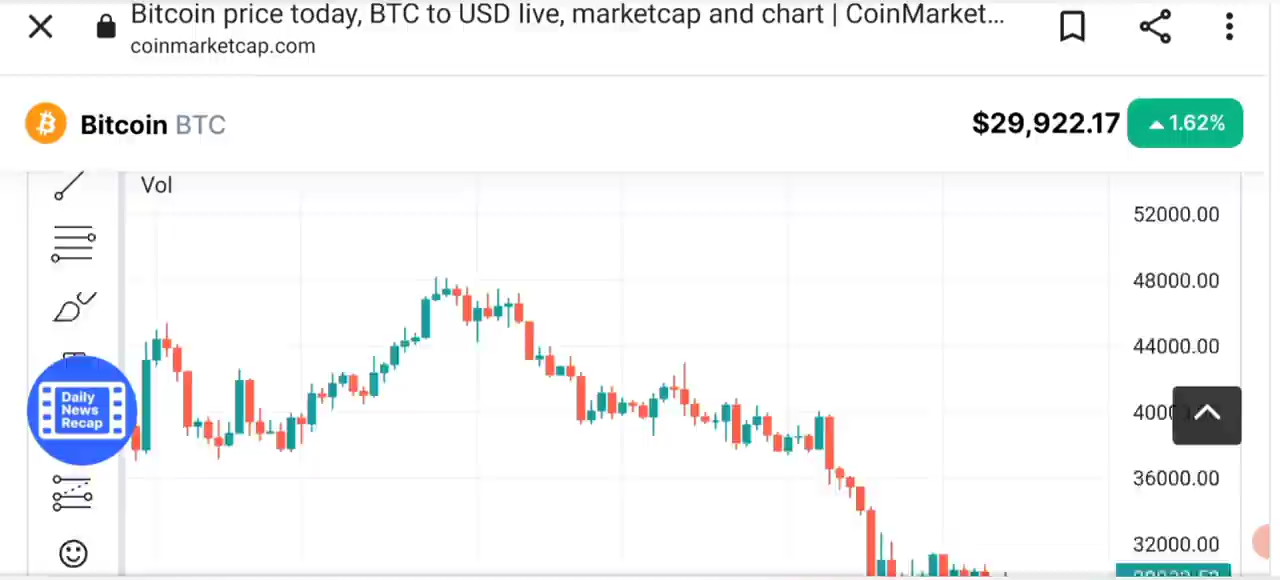 Bitcoin price today, BTC to USD live, marketcap and chart | CoinMarket...
coinmarketcap.com
Bitcoin BTC
$29,922.17
1.62%
Vol
52000.00
48000.00
44000.00
36000.00
32000.00
Daily
News
Recap